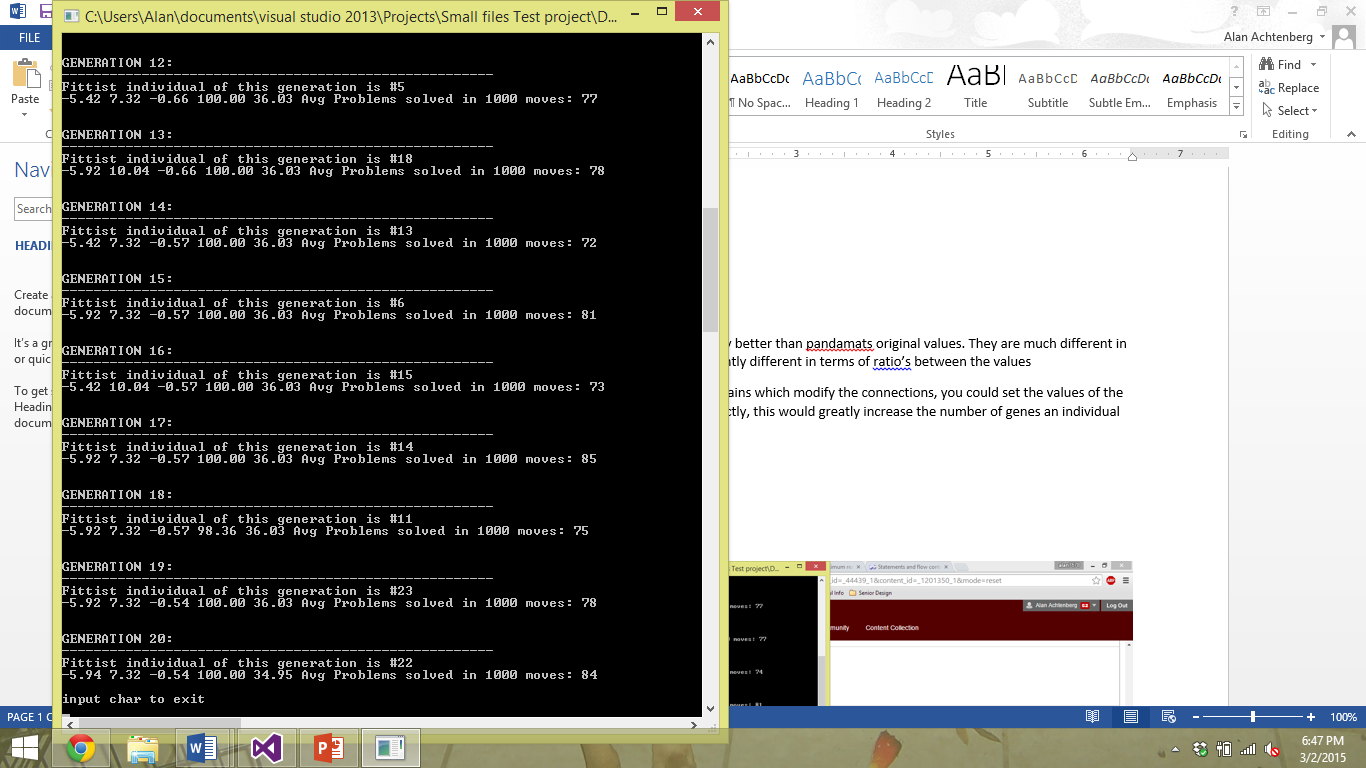 C:\Users\Alan\documents\visual studio 2013\Projects\Small files Test project\D...
GENERATION 12:
Fittist individual of this generation is #5
-5.42 7.32 -0.66 100.00 36.03 Avg Problems solved in 1000 moves: 77
GENERATION 13:
Fittist individual of this generation is #18
-5.92 10.04 -0.66 100.00 36.03 Avg Problems solved in 1000 moves: 78
GENERATION 14:
Fittist individual of this generation is #13
-5.42 7.32 -0.57 100.00 36.03 Avg Problems solved in 1000 moves: 72
GENERATION 15:
Fittist individual of this generation is #6
-5.92 7.32 -0.57 100.00 36.03 Avg Problems solved in 1000 moves: 81
GENERATION 16:
Fittist individual of this generation is #15
-5.42 10.04 -0.57 100.00 36.03 Avg Problems solved in 1000 moves: 73
GENERATION 17:
Fittist individual of this generation is #14
-5.92 7.32 -0.57 100.00 36.03 Avg Problems solved in 1000 moves: 85
GENERATION 18:
Fittist individual of this generation is #11
-5.92 7.32 -0.57 98.36 36.03 Avg Problems solved in 1000 moves: 75
GENERATION 19:
Fittist individual of this generation is #23
-5.92 7.32 -0.54 100.00 36.03 Avg Problems solved in 1000 moves: 78
GENERATION 20:
Fittist individual of this generation is #22
-5.94 7.32 -0.54 100.00 34.95 Avg Problems solved in 1000 moves: 84
input char to exit
FILE
Paste
Nav
Search
HEADI
Create
docum
It's a gr
or quic
To get
Headin
docum
PAGE 1
Alan Achtenberg
AaBbCcDc AaBbCc AaBbCcD AaBl AaBbCcD AaBbCcDc AaBbCcDc
¶ No Spac... Heading 1 Heading 2 Title Subtitle Subtle Em... Emphasis
Styles
Find
Replace
Select
Editing
3 4 5 6 7
better than pandamats original values. They are much different in
different in terms of ratio's between the values
which modify the connections, you could set the values of the
this would greatly increase the number of genes an individual
Test project\D...
Statements and flow con
id=_44439_1&content_id=_1201350_1&mode=reset
Senior Design
Alan Achtenberg Log Out
munity Content Collection
moves: 77
moves: 77
moves: 74
moves: 81
100%
6:47 PM
3/2/2015